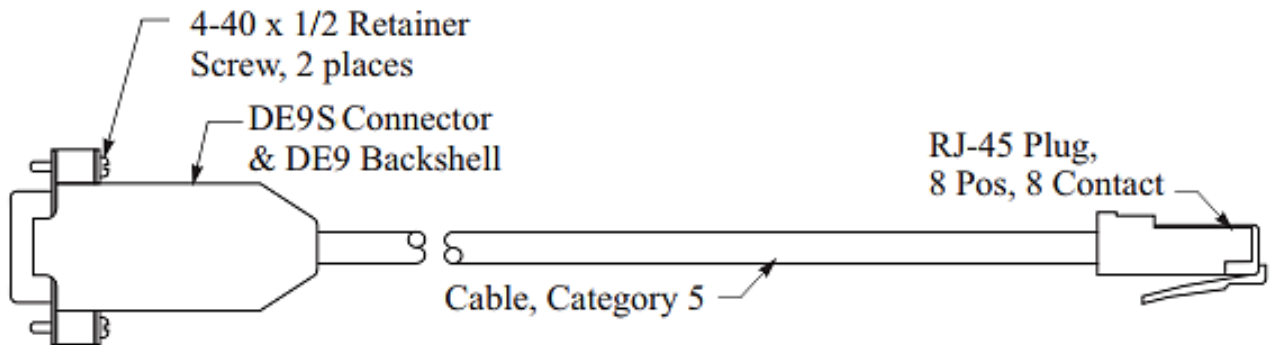 4-40 x 1/2 Retainer
Screw, 2 places
DE9S Connector
& DE9 Backshell
RJ-45 Plug,
8 Pos, 8 Contact
Cable, Category 5